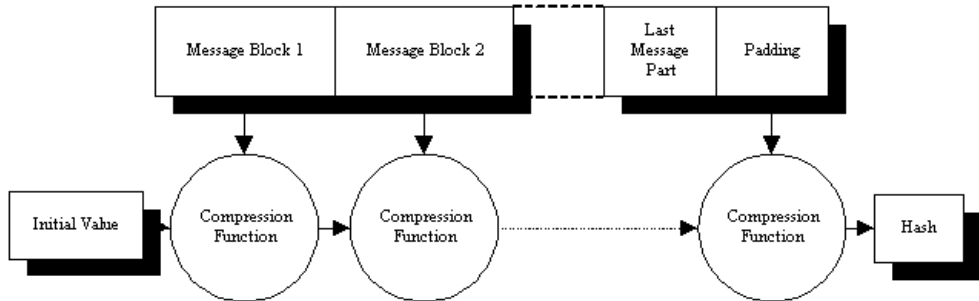 Message Block 1
Message Block 2
Last
Message
Part
Padding
Initial Value
Compression
Function
Compression
Function
Compression
Function
Hash